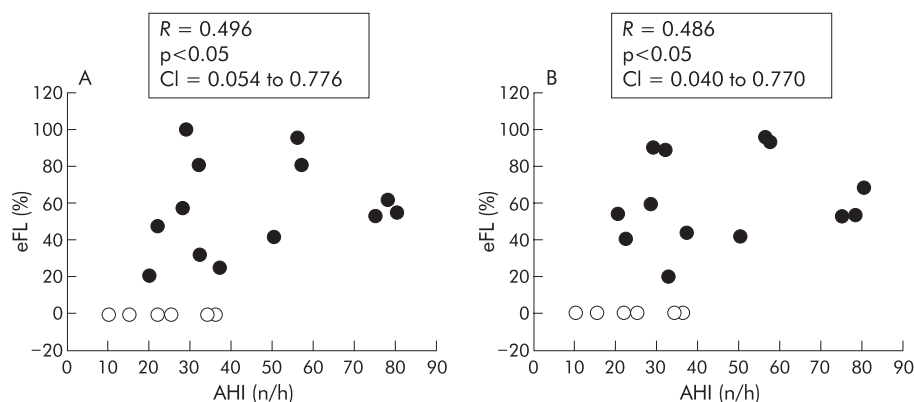 R = 0.496
p<0.05
CI = 0.054 to 0.776
A
120
100
80
60
40
20
0
−20
eFL (%)
0 10 20 30 40 50 60 70 80 90
AHI (n/h)
R = 0.486
p<0.05
CI = 0.040 to 0.770
B
120
100
80
60
40
20
0
−20
eFL (%)
0 10 20 30 40 50 60 70 80 90
AHI (n/h)